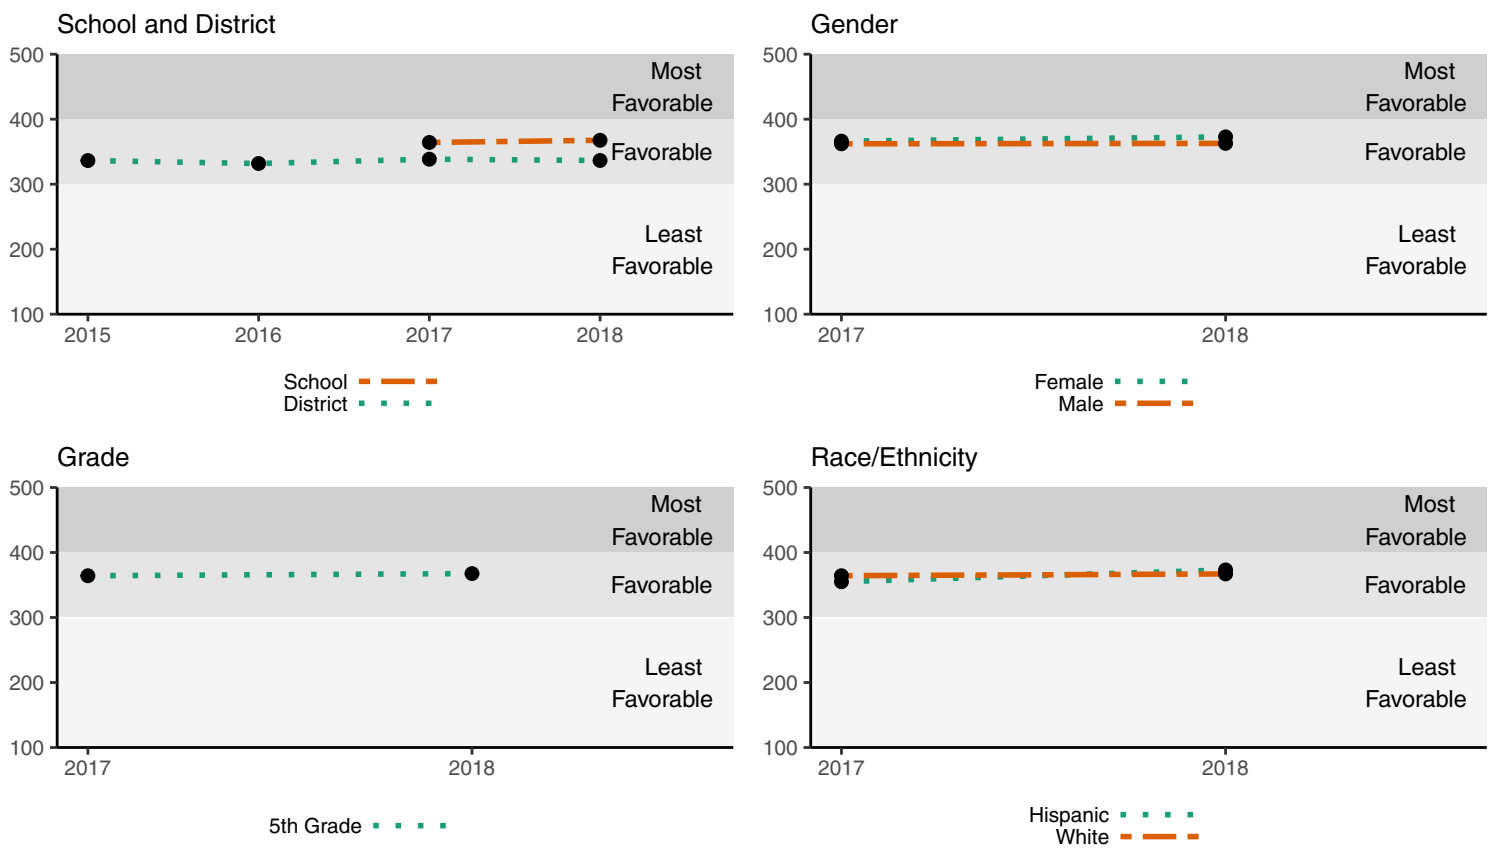 School and District
500
400
300
200
100
Most
Favorable
Favorable
Least
Favorable
2015 2016 2017 2018
School
District
Gender
500
400
300
200
100
Most
Favorable
Favorable
Least
Favorable
2017 2018
Female
Male
Grade
500
400
300
200
100
Most
Favorable
Favorable
Least
Favorable
2017 2018
5th Grade
Race/Ethnicity
500
400
300
200
100
Most
Favorable
Favorable
Least
Favorable
2017 2018
Hispanic
White